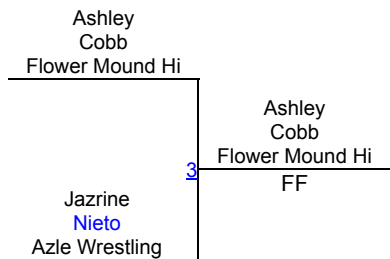 Ashley
Cobb
Flower Mound Hi
Ashley
Cobb
Flower Mound Hi
3
FF
Jazrine
Nieto
Azle Wrestling